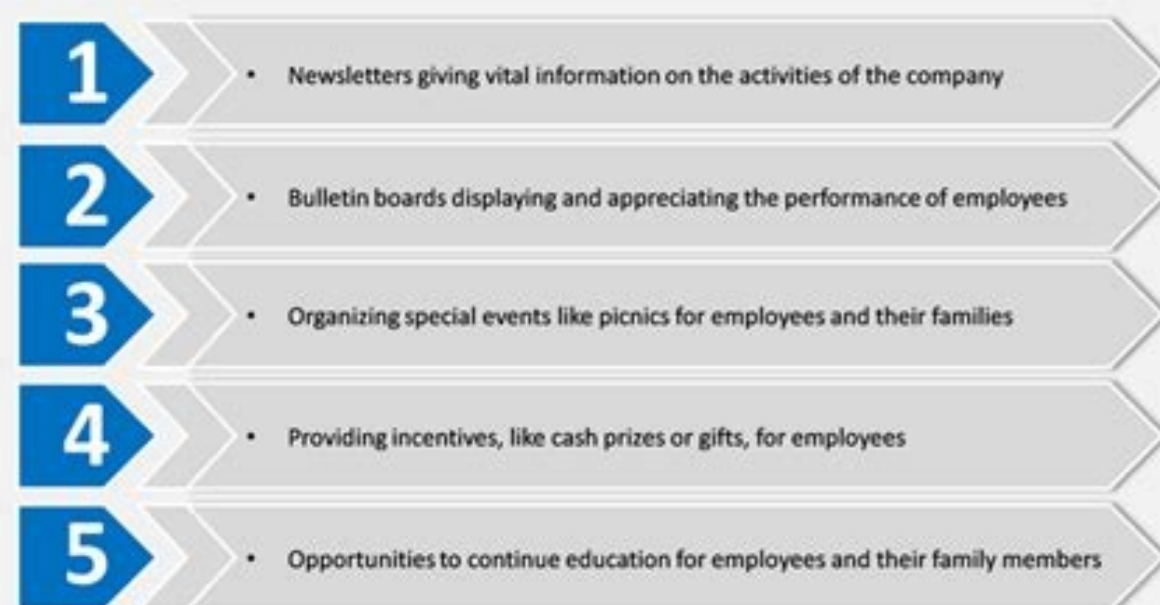 1
• Newsletters giving vital information on the activities of the company
2
• Bulletin boards displaying and appreciating the performance of employees
3
• Organizing special events like picnics for employees and their families
4
• Providing incentives, like cash prizes or gifts, for employees
5
• Opportunities to continue education for employees and their family members